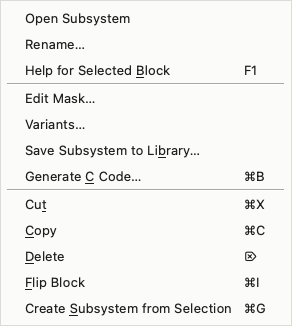 Open Subsystem
Rename...
Help for Selected Block F1
Edit Mask...
Variants...
Save Subsystem to Library...
Generate C Code... ⌘B
Cut ⌘X
Copy ⌘C
Delete ⌦
Flip Block ⌘I
Create Subsystem from Selection ⌘G